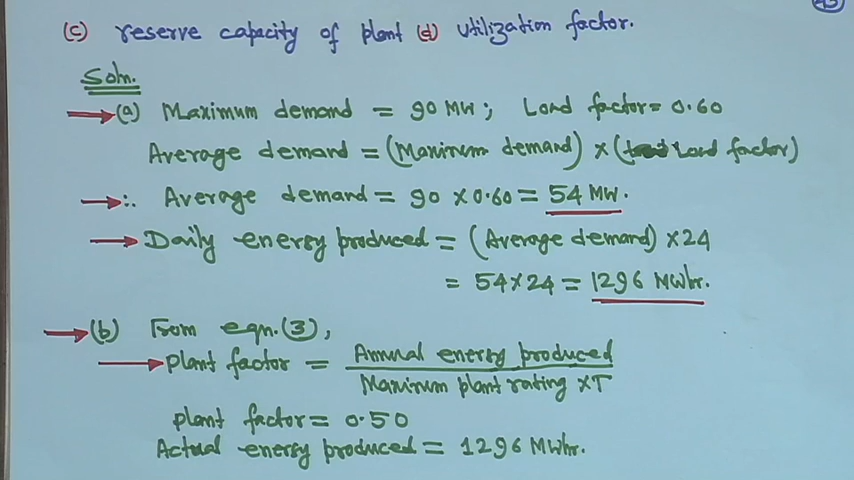 (c) reserve capacity of plant (d) utilization factor.
Soln.
(a) Maximum demand = 90 MW; Load factor = 0.60
Average demand = (Maximum demand) × (Load factor)
∴ Average demand = 90 × 0.60 = 54 MW.
Daily energy produced = (Average demand) × 24
= 54 × 24 = 1296 MWhr.
(b) From eqn.(3),
Plant factor = Annual energy produced
Maximum plant rating × T
plant factor = 0.50
Actual energy produced = 1296 MWhr.